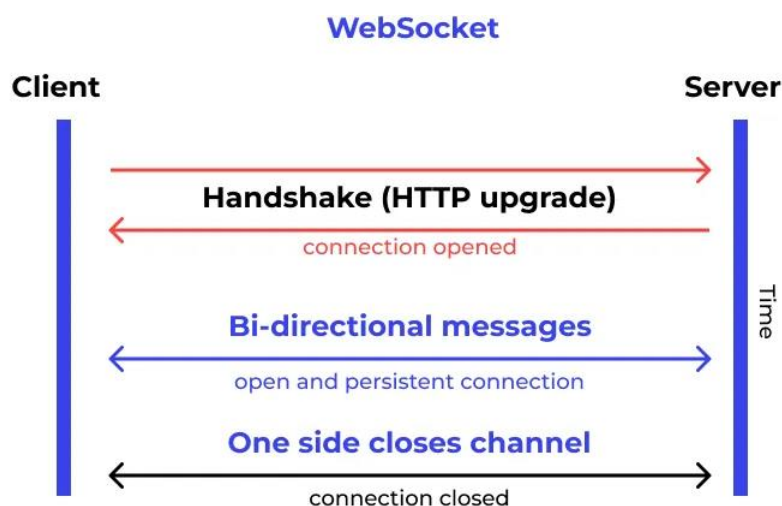 WebSocket
Client
Server
Handshake (HTTP upgrade)
connection opened
Time
Bi-directional messages
open and persistent connection
One side closes channel
connection closed